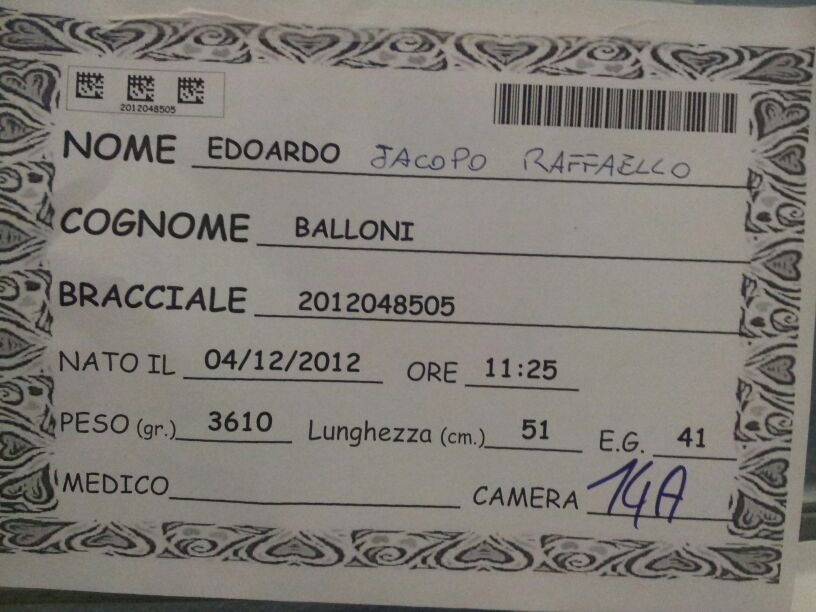 2012048505
NOME EDOARDO JACOPO RAFFAELLO
COGNOME BALLONI
BRACCIALE 2012048505
NATO IL 04/12/2012 ORE 11:25
PESO (gr.) 3610 Lunghezza (cm.) 51 E.G. 41
MEDICO CAMERA 14A